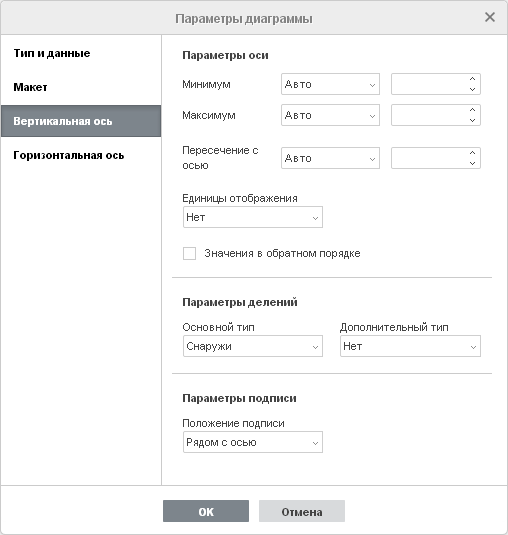 Параметры диаграммы
Тип и данные
Макет
Вертикальная ось
Горизонтальная ось
Параметры оси
Минимум Авто
Максимум Авто
Пересечение с осью Авто
Единицы отображения
Нет
Значения в обратном порядке
Параметры делений
Основной тип Дополнительный тип
Снаружи Нет
Параметры подписи
Положение подписи
Рядом с осью
OK Отмена